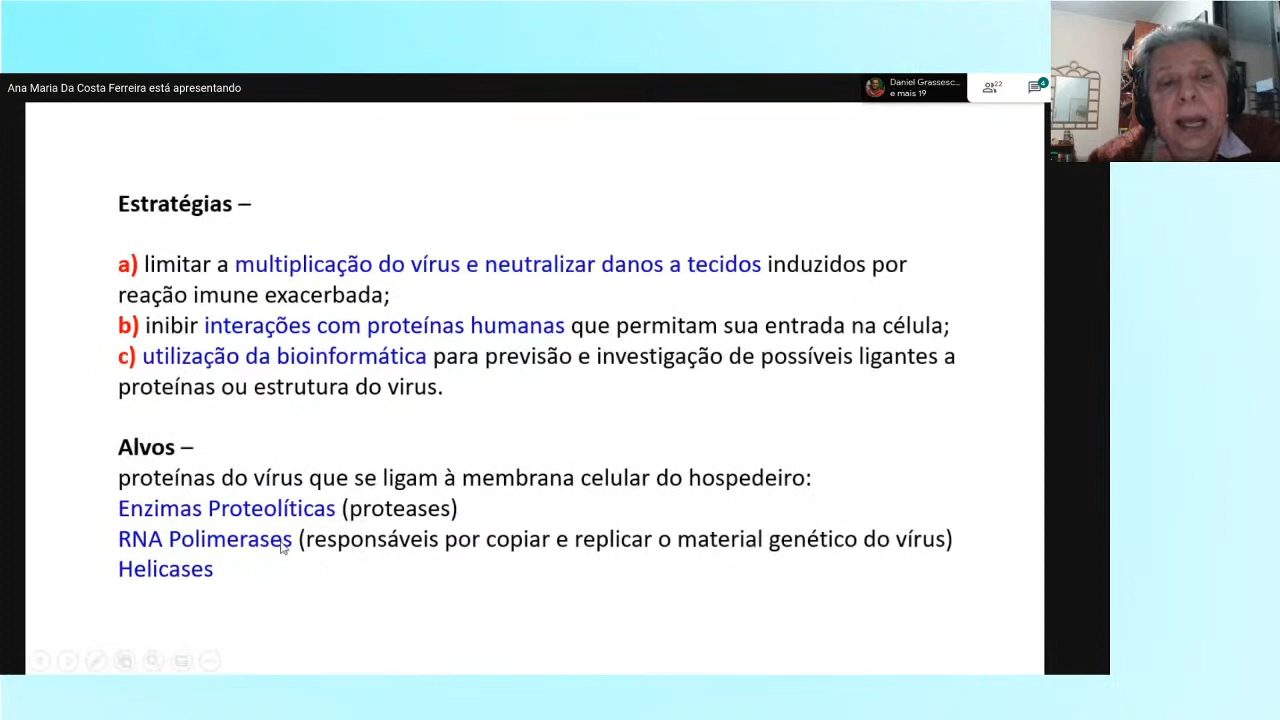 Ana Maria Da Costa Ferreira está apresentando
Daniel Grassesc...
e mais 19
22
4
Estratégias –
a) limitar a multiplicação do vírus e neutralizar danos a tecidos induzidos por
reação imune exacerbada;
b) inibir interações com proteínas humanas que permitam sua entrada na célula;
c) utilização da bioinformática para previsão e investigação de possíveis ligantes a
proteínas ou estrutura do virus.
Alvos –
proteínas do vírus que se ligam à membrana celular do hospedeiro:
Enzimas Proteolíticas (proteases)
RNA Polimerases (responsáveis por copiar e replicar o material genético do vírus)
Helicases